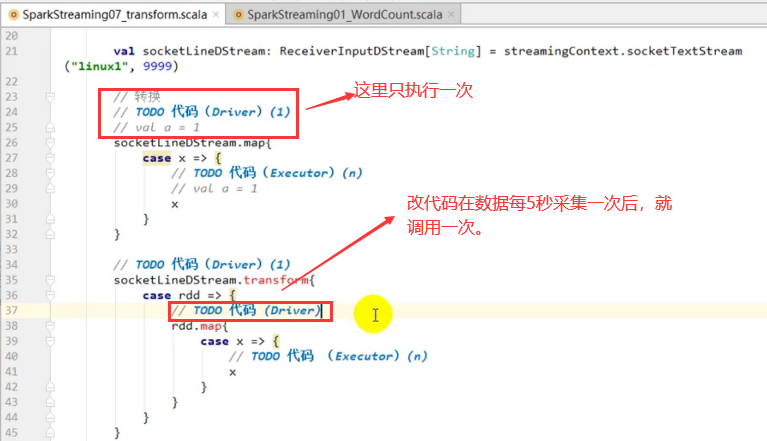 SparkStreaming07_transform.scala × SparkStreaming01_WordCount.scala ×
20
21 val socketLineDStream: ReceiverInputDStream[String] = streamingContext.socketTextStream
("linux1", 9999)
22
23 // 转换
24 // TODO 代码（Driver）(1)
25 // val a = 1
26 socketLineDStream.map{
27 case x => {
28 // TODO 代码（Executor）(n)
29 // val a = 1
30 x
31 }
32 }
33
34 // TODO 代码（Driver）(1)
35 socketLineDStream.transform{
36 case rdd => {
37 // TODO 代码 (Driver)
38 rdd.map{
39 case x => {
40 // TODO 代码 （Executor）(n)
41 x
42 }
43 }
44 }
45 }
这里只执行一次
改代码在数据每5秒采集一次后，就
调用一次。